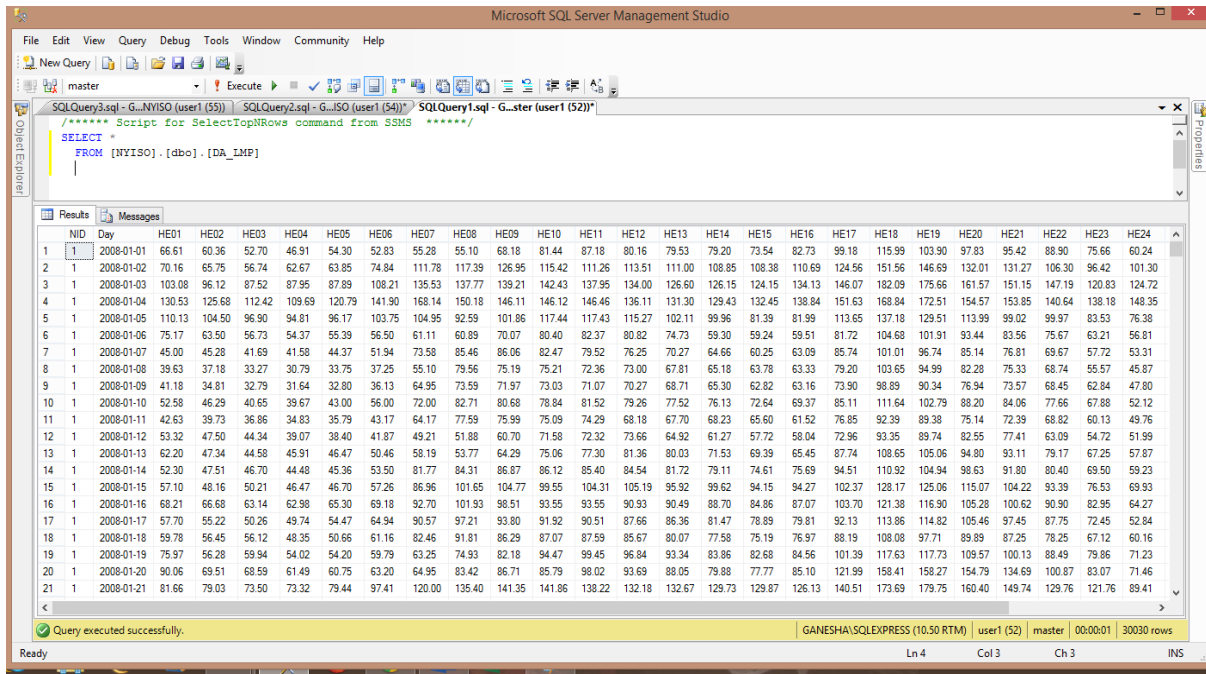 Microsoft SQL Server Management Studio
File Edit View Query Debug Tools Window Community Help
New Query
master Execute
SQLQuery3.sql - G...NYISO (user1 (55)) SQLQuery2.sql - G...ISO (user1 (54))* SQLQuery1.sql - G...ster (user1 (52))*
Object Explorer
Properties
/****** Script for SelectTopNRows command from SSMS ******/
SELECT *
FROM [NYISO].[dbo].[DA_LMP]
Results Messages
NID Day HE01 HE02 HE03 HE04 HE05 HE06 HE07 HE08 HE09 HE10 HE11 HE12 HE13 HE14 HE15 HE16 HE17 HE18 HE19 HE20 HE21 HE22 HE23 HE24
1 1 2008-01-01 66.61 60.36 52.70 46.91 54.30 52.83 55.28 55.10 68.18 81.44 87.18 80.16 79.53 79.20 73.54 82.73 99.18 115.99 103.90 97.83 95.42 88.90 75.66 60.24
2 1 2008-01-02 70.16 65.75 56.74 62.67 63.85 74.84 111.78 117.39 126.95 115.42 111.26 113.51 111.00 108.85 108.38 110.69 124.56 151.56 146.69 132.01 131.27 106.30 96.42 101.30
3 1 2008-01-03 103.08 96.12 87.52 87.95 87.89 108.21 135.53 137.77 139.21 142.43 137.95 134.00 126.60 126.15 124.15 134.13 146.07 182.09 175.66 161.57 151.15 147.19 120.83 124.72
4 1 2008-01-04 130.53 125.68 112.42 109.69 120.79 141.90 168.14 150.18 146.11 146.12 146.46 136.11 131.30 129.43 132.45 138.84 151.63 168.84 172.51 154.57 153.85 140.64 138.18 148.35
5 1 2008-01-05 110.13 104.50 96.90 94.81 96.17 103.75 104.95 92.59 101.86 117.44 117.43 115.27 102.11 99.96 81.39 81.99 113.65 137.18 129.51 113.99 99.02 99.97 83.53 76.38
6 1 2008-01-06 75.17 63.50 56.73 54.37 55.39 56.50 61.11 60.89 70.07 80.40 82.37 80.82 74.73 59.30 59.24 59.51 81.72 104.68 101.91 93.44 83.56 75.67 63.21 56.81
7 1 2008-01-07 45.00 45.28 41.69 41.58 44.37 51.94 73.58 85.46 86.06 82.47 79.52 76.25 70.27 64.66 60.25 63.09 85.74 101.01 96.74 85.14 76.81 69.67 57.72 53.31
8 1 2008-01-08 39.63 37.18 33.27 30.79 33.75 37.25 55.10 79.56 75.19 75.21 72.36 73.00 67.81 65.18 63.78 63.33 79.20 103.65 94.99 82.28 75.33 68.74 55.57 45.87
9 1 2008-01-09 41.18 34.81 32.79 31.64 32.80 36.13 64.95 73.59 71.97 73.03 71.07 70.27 68.71 65.30 62.82 63.16 73.90 98.89 90.34 76.94 73.57 68.45 62.84 47.80
10 1 2008-01-10 52.58 46.29 40.65 39.67 43.00 56.00 72.00 82.71 80.68 78.84 81.52 79.26 77.52 76.13 72.64 69.37 85.11 111.64 102.79 88.20 84.06 77.66 67.88 52.12
11 1 2008-01-11 42.63 39.73 36.86 34.83 35.79 43.17 64.17 77.59 75.99 75.09 74.29 68.18 67.70 68.23 65.60 61.52 76.85 92.39 89.38 75.14 72.39 68.82 60.13 49.76
12 1 2008-01-12 53.32 47.50 44.34 39.07 38.40 41.87 49.21 51.88 60.70 71.58 72.32 73.66 64.92 61.27 57.72 58.04 72.96 93.35 89.74 82.55 77.41 63.09 54.72 51.99
13 1 2008-01-13 62.20 47.34 44.58 45.91 46.47 50.46 58.19 53.77 64.29 75.06 77.30 81.36 80.03 71.53 69.39 65.45 87.74 108.65 105.06 94.80 93.11 79.17 67.25 57.87
14 1 2008-01-14 52.30 47.51 46.70 44.48 45.36 53.50 81.77 84.31 86.87 86.12 85.40 84.54 81.72 79.11 74.61 75.69 94.51 110.92 104.94 98.63 91.80 80.40 69.50 59.23
15 1 2008-01-15 57.10 48.16 50.21 46.47 46.70 57.26 86.96 101.65 104.77 99.55 104.31 105.19 95.92 99.62 94.15 94.27 102.37 128.17 125.06 115.07 104.22 93.39 76.53 69.93
16 1 2008-01-16 68.21 66.68 63.14 62.98 65.30 69.18 92.70 101.93 98.51 93.55 93.55 90.93 90.49 88.70 84.86 87.07 103.70 121.38 116.90 105.28 100.62 90.90 82.95 64.27
17 1 2008-01-17 57.70 55.22 50.26 49.74 54.47 64.94 90.57 97.21 93.80 91.92 90.51 87.66 86.36 81.47 78.89 79.81 92.13 113.86 114.82 105.46 97.45 87.75 72.45 52.84
18 1 2008-01-18 59.78 56.45 56.12 48.35 50.66 61.16 82.46 91.81 86.29 87.07 87.59 85.67 80.07 77.58 75.19 76.97 88.19 108.08 97.71 89.89 87.25 78.25 67.12 60.16
19 1 2008-01-19 75.97 56.28 59.94 54.02 54.20 59.79 63.25 74.93 82.18 94.47 99.45 96.84 93.34 83.86 82.68 84.56 101.39 117.63 117.73 109.57 100.13 88.49 79.86 71.23
20 1 2008-01-20 90.06 69.51 68.59 61.49 60.75 63.20 64.95 83.42 86.71 85.79 98.02 93.69 88.05 79.88 77.77 85.10 121.99 158.41 158.27 154.79 134.69 100.87 83.07 71.46
21 1 2008-01-21 81.66 79.03 73.50 73.32 79.44 97.41 120.00 135.40 141.35 141.86 138.22 132.18 132.67 129.73 129.87 126.13 140.51 173.69 179.75 160.40 149.74 129.76 121.76 89.41
Query executed successfully. GANESHA\SQLEXPRESS (10.50 RTM) user1 (52) master 00:00:01 30030 rows
Ready Ln 4 Col 3 Ch 3 INS